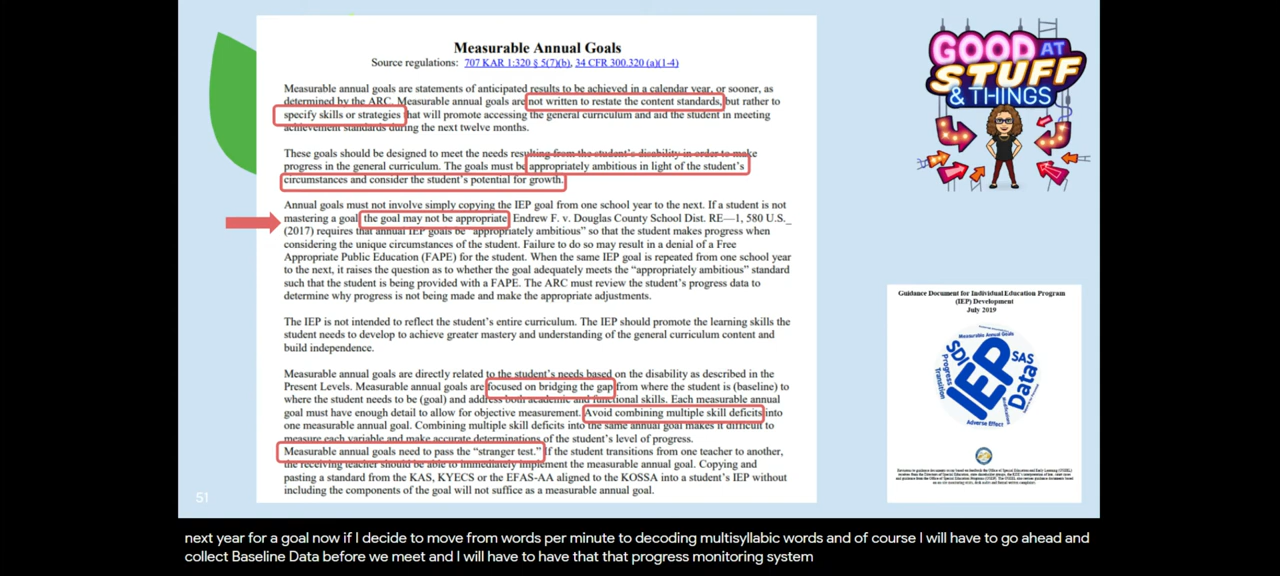 Measurable Annual Goals
Source regulations: 707 KAR 1:320 § 5(7)(b), 34 CFR 300.320 (a)(1-4)
Measurable annual goals are statements of anticipated results to be achieved in a calendar year, or sooner, as
determined by the ARC. Measurable annual goals are not written to restate the content standards, but rather to
specify skills or strategies that will promote accessing the general curriculum and aid the student in meeting
achievement standards during the next twelve months.
These goals should be designed to meet the needs resulting from the student's disability in order to make
progress in the general curriculum. The goals must be appropriately ambitious in light of the student's
circumstances and consider the student's potential for growth.
Annual goals must not involve simply copying the IEP goal from one school year to the next. If a student is not
mastering a goal, the goal may not be appropriate. Endrew F. v. Douglas County School Dist. RE—1, 580 U.S. _
(2017) requires that annual IEP goals be "appropriately ambitious" so that the student makes progress when
considering the unique circumstances of the student. Failure to do so may result in a denial of a Free
Appropriate Public Education (FAPE) for the student. When the same IEP goal is repeated from one school year
to the next, it raises the question as to whether the goal adequately meets the "appropriately ambitious" standard
such that the student is being provided with a FAPE. The ARC must review the student's progress data to
determine why progress is not being made and make the appropriate adjustments.
The IEP is not intended to reflect the student's entire curriculum. The IEP should promote the learning skills the
student needs to develop to achieve greater mastery and understanding of the general curriculum content and
build independence.
Measurable annual goals are directly related to the student's needs based on the disability as described in the
Present Levels. Measurable annual goals are focused on bridging the gap from where the student is (baseline) to
where the student needs to be (goal) and address both academic and functional skills. Each measurable annual
goal must have enough detail to allow for objective measurement. Avoid combining multiple skill deficits into
one measurable annual goal. Combining multiple skill deficits into the same annual goal makes it difficult to
measure each variable and make accurate determinations of the student's level of progress.
Measurable annual goals need to pass the "stranger test." If the student transitions from one teacher to another,
the receiving teacher should be able to immediately implement the measurable annual goal. Copying and
pasting a standard from the KAS, KYECS or the EFAS-AA aligned to the KOSSA into a student's IEP without
including the components of the goal will not suffice as a measurable annual goal.
51
GOOD AT
STUFF
& THINGS
Guidance Document for Individual Education Program
(IEP) Development
July 2019
Measurable Annual Goals
SDI
IEP
SAS
Data
Progress
Transition
Adverse Effect
next year for a goal now if I decide to move from words per minute to decoding multisyllabic words and of course I will have to go ahead and
collect Baseline Data before we meet and I will have to have that that progress monitoring system